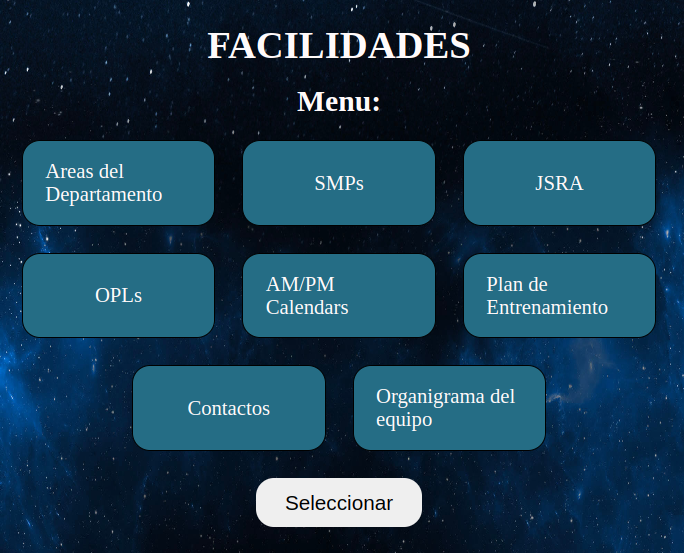 FACILIDADES
Menu:
Areas del
Departamento
SMPs
JSRA
OPLs
AM/PM
Calendars
Plan de
Entrenamiento
Contactos
Organigrama del
equipo
Seleccionar